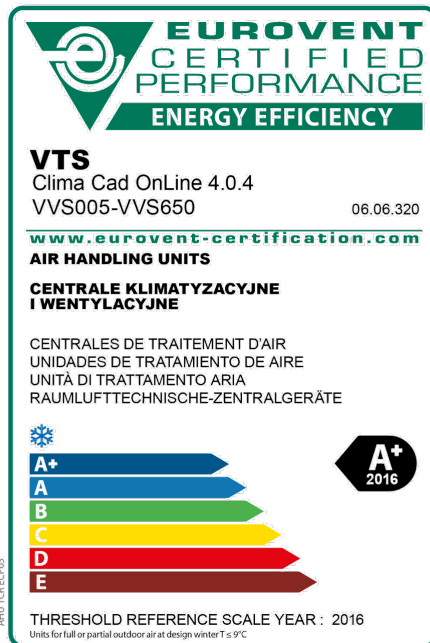 EUROVENT
CERTIFIED
PERFORMANCE
ENERGY EFFICIENCY
VTS
Clima Cad OnLine 4.0.4
VVS005-VVS650 06.06.320
www.eurovent-certification.com
AIR HANDLING UNITS
CENTRALE KLIMATYZACYJNE
I WENTYLACYJNE
CENTRALES DE TRAITEMENT D'AIR
UNIDADES DE TRATAMIENTO DE AIRE
UNITÀ DI TRATTAMENTO ARIA
RAUMLUFTTECHNISCHE-ZENTRALGERÄTE
A+
A
B
C
D
E
A+
2016
THRESHOLD REFERENCE SCALE YEAR : 2016
Units for full or partial outdoor air at design winter T ≤ 9°C